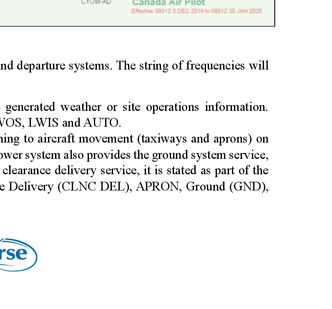 CYOW-AD
Canada Air Pilot
Effective 0901Z 5 DEC 2019 to 0901Z 30 JAN 2020
nd departure systems. The string of frequencies will
generated weather or site operations information.
VOS, LWIS and AUTO.
ning to aircraft movement (taxiways and aprons) on
ower system also provides the ground system service,
clearance delivery service, it is stated as part of the
e Delivery (CLNC DEL), APRON, Ground (GND),
rse